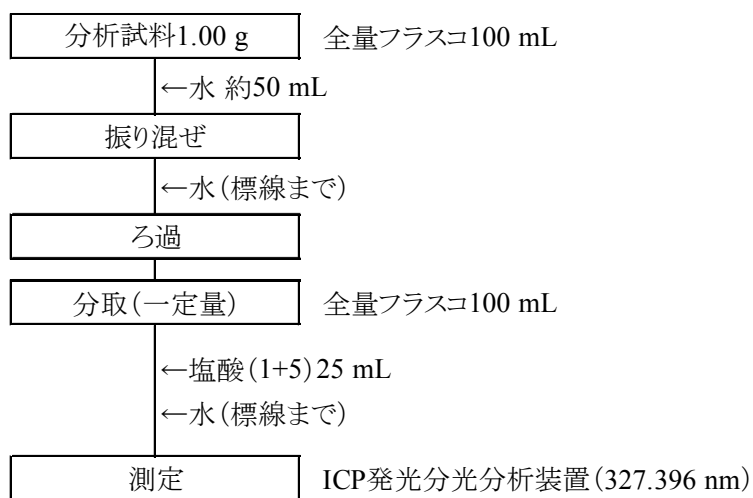 分析試料1.00 g 全量フラスコ100 mL
←水 約50 mL
振り混ぜ
←水(標線まで)
ろ過
分取(一定量) 全量フラスコ100 mL
←塩酸(1+5)25 mL
←水(標線まで)
測定 ICP発光分光分析装置(327.396 nm)